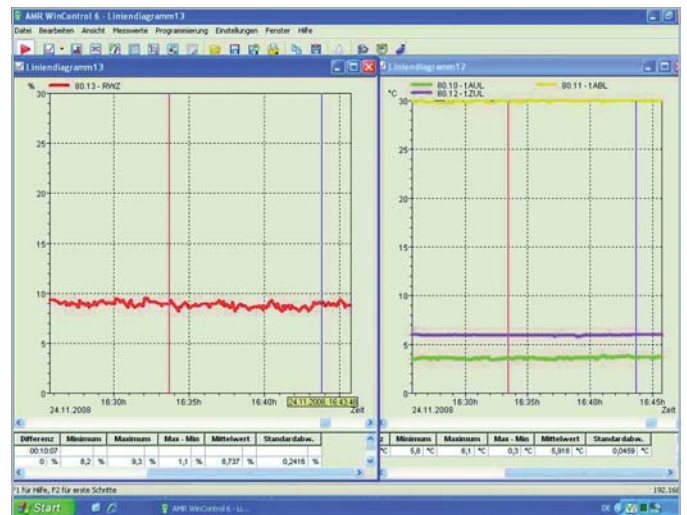 AMR WinControl 6 - Liniendiagramm13
Datei Bearbeiten Ansicht Messwerte Programmierung Einstellungen Fenster Hilfe
Liniendiagramm13
%
80.13 - RWZ
30
25
20
15
10
5
0
16:30h 16:35h 16:40h
24.11.2008, 16:43:48
24.11.2008
Zeit
Differenz Minimum Maximum Max - Min Mittelwert Standardabw.
00:10:07
0 % 8,2 % 9,3 % 1,1 % 8,737 % 0,2416 %
Liniendiagramm12
°C
80.10 - tAUL
80.11 - tABL
80.12 - tZUL
30
25
20
15
10
5
0
16:30h 16:35h 16:40h 16:45h
24.11.2008
Zeit
z Minimum Maximum Max - Min Mittelwert Standardabw.
°C 5,8 °C 6,1 °C 0,3 °C 5,918 °C 0,0459 °C
F1 für Hilfe, F2 für erste Schritte
192.168
Start
AMR WinControl 6 - Li...
DE